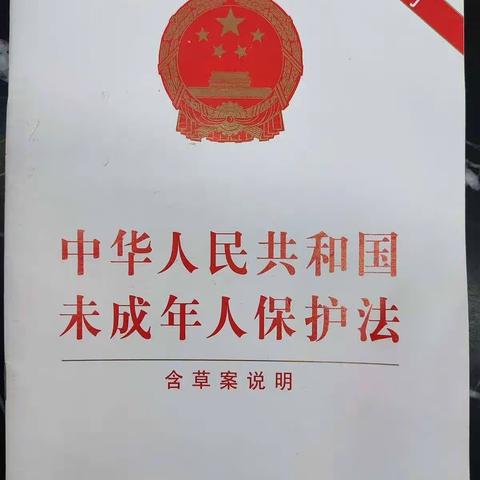 中华人民共和国
未成年人保护法
含草案说明